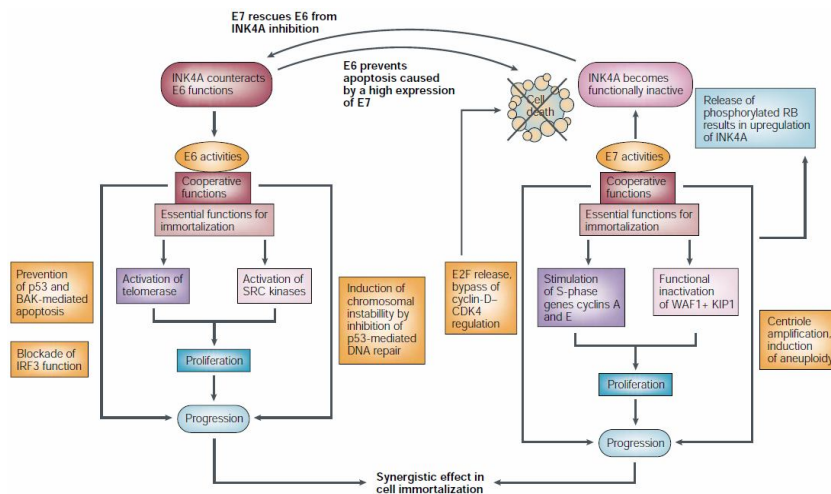 E7 rescues E6 from
INK4A inhibition
E6 prevents
apoptosis caused
by a high expression
of E7
INK4A counteracts
E6 functions
Cell
death
INK4A becomes
functionally inactive
Release of
phosphorylated RB
results in upregulation
of INK4A
E6 activities
Cooperative
functions
Essential functions for
immortalization
E7 activities
Cooperative
functions
Essential functions for
immortalization
Prevention
of p53 and
BAK-mediated
apoptosis
Activation of
telomerase
Activation of
SRC kinases
Induction of
chromosomal
instability by
inhibition of
p53-mediated
DNA repair
E2F release,
bypass of
cyclin-D–
CDK4
regulation
Stimulation
of S-phase
genes cyclins A
and E
Functional
inactivation
of WAF1+ KIP1
Centriole
amplification,
induction
of aneuploidy
Blockade of
IRF3 function
Proliferation
Proliferation
Progression
Progression
Synergistic effect in
cell immortalization